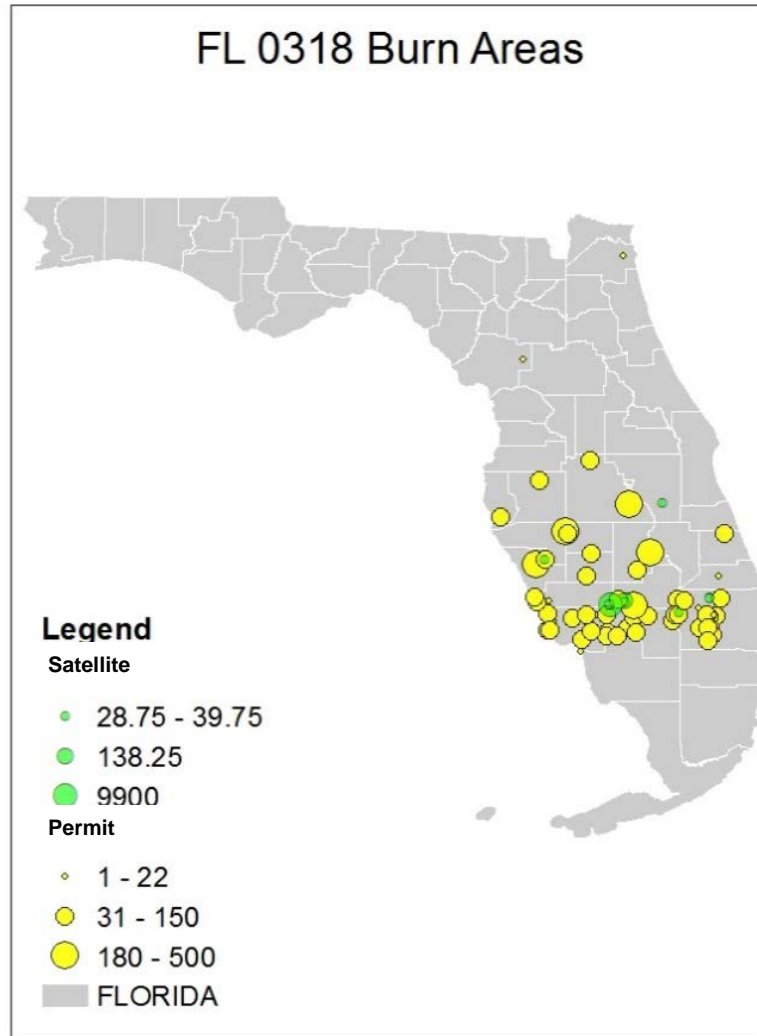 FL 0318 Burn Areas
Legend
Satellite
28.75 - 39.75
138.25
9900
Permit
1 - 22
31 - 150
180 - 500
FLORIDA